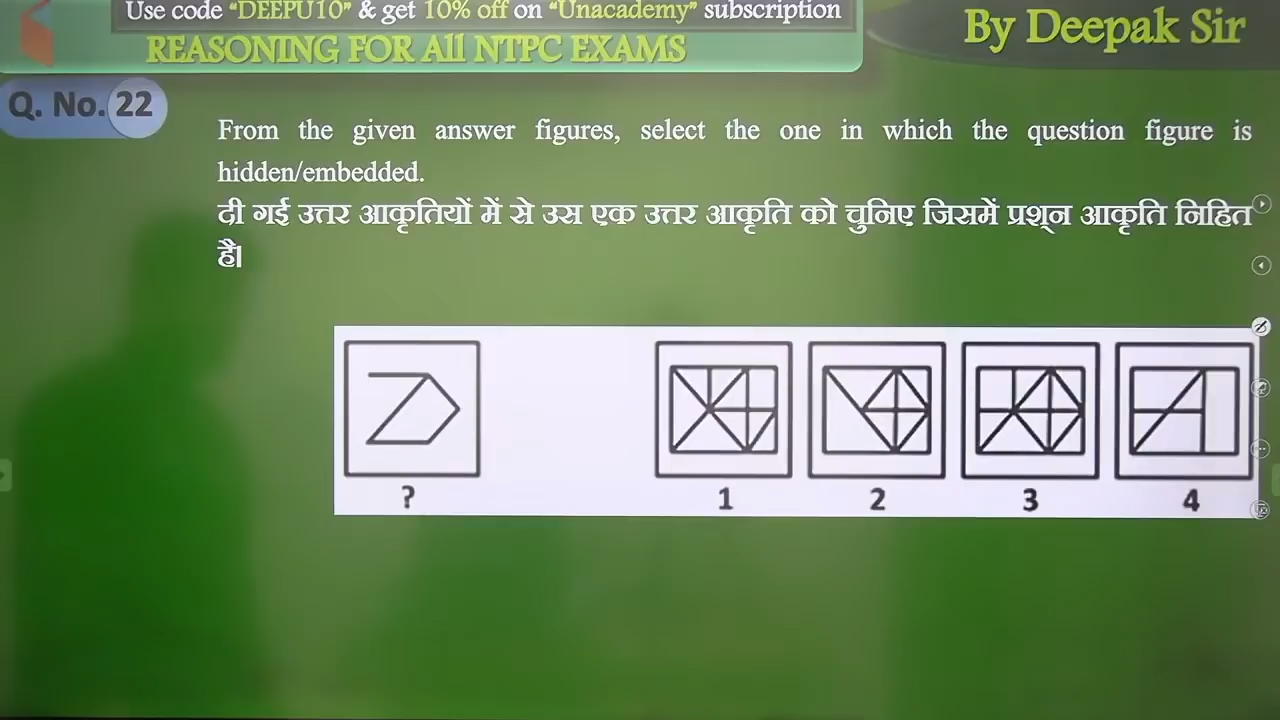 Use code “DEEPU10” & get 10% off on “Unacademy” subscription
REASONING FOR All NTPC EXAMS
By Deepak Sir
Q. No. 22
From the given answer figures, select the one in which the question figure is
hidden/embedded.
दी गई उत्तर आकृतियों में से उस एक उत्तर आकृति को चुनिए जिसमें प्रश्न आकृति निहित
है।
? 1 2 3 4